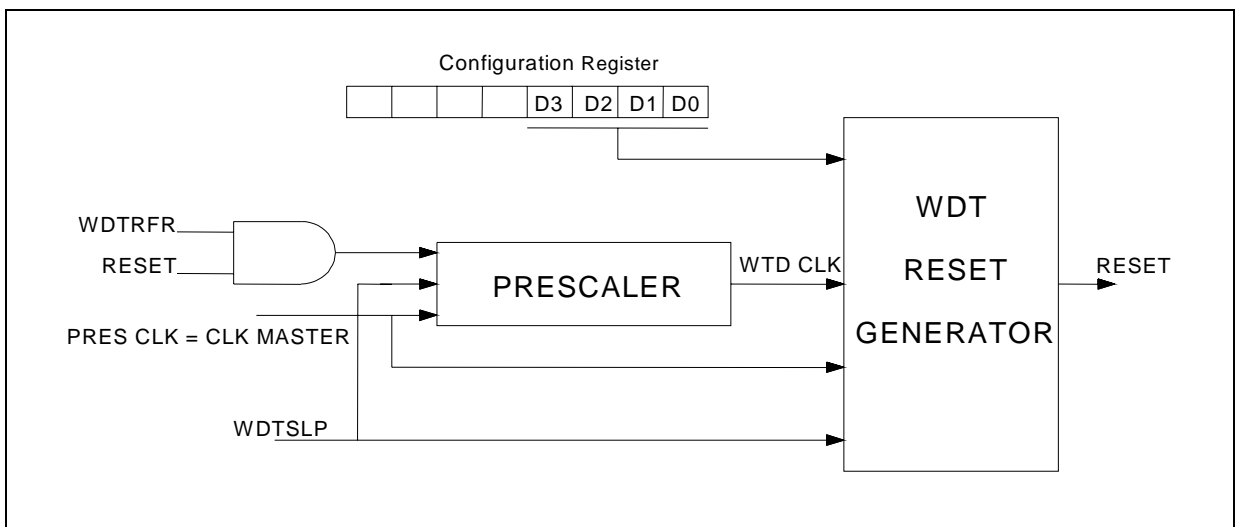 Configuration Register
D3 D2 D1 D0
WDTRFR
RESET
PRES CLK = CLK MASTER
WDTSLP
PRESCALER
WTD CLK
WDT
RESET
GENERATOR
RESET